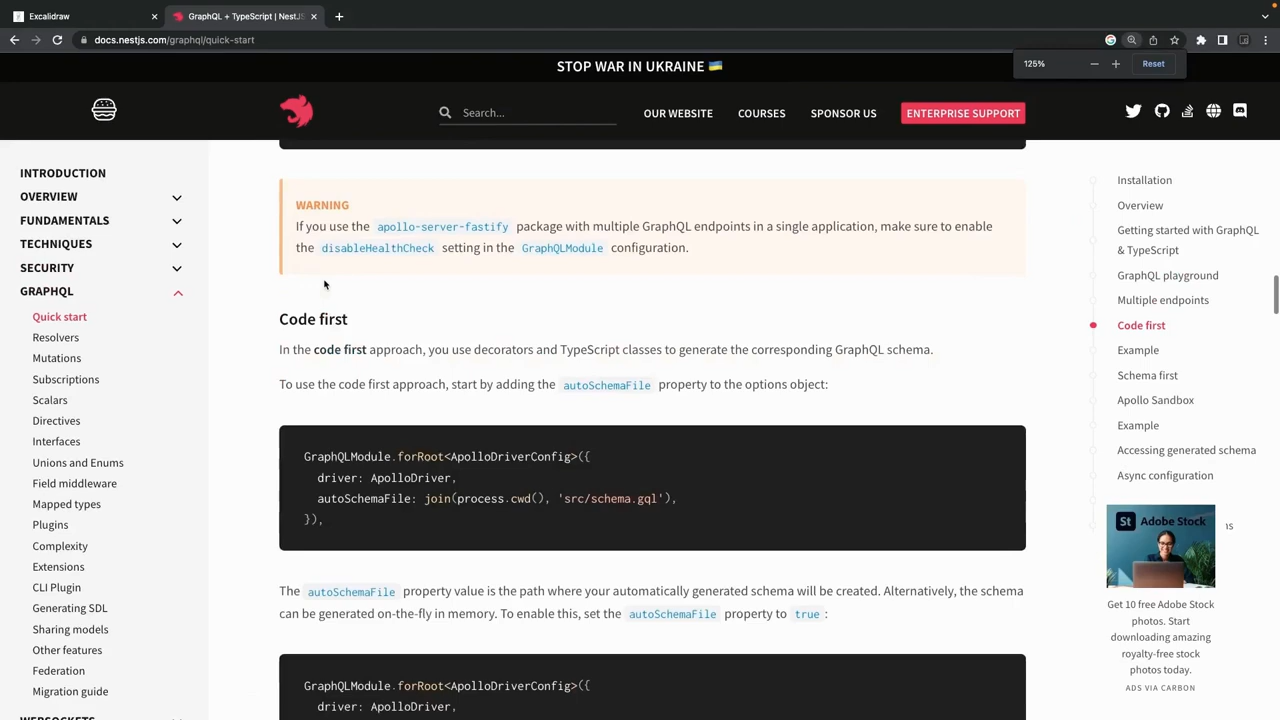 Excalidraw
GraphQL + TypeScript | NestJS
docs.nestjs.com/graphql/quick-start
STOP WAR IN UKRAINE 🇺🇦
125%
Reset
Search...
OUR WEBSITE
COURSES
SPONSOR US
ENTERPRISE SUPPORT
INTRODUCTION
OVERVIEW
FUNDAMENTALS
TECHNIQUES
SECURITY
GRAPHQL
Quick start
Resolvers
Mutations
Subscriptions
Scalars
Directives
Interfaces
Unions and Enums
Field middleware
Mapped types
Plugins
Complexity
Extensions
CLI Plugin
Generating SDL
Sharing models
Other features
Federation
Migration guide
WEBSOCKETS
WARNING
If you use the apollo-server-fastify package with multiple GraphQL endpoints in a single application, make sure to enable
the disableHealthCheck setting in the GraphQLModule configuration.
Code first
In the code first approach, you use decorators and TypeScript classes to generate the corresponding GraphQL schema.
To use the code first approach, start by adding the autoSchemaFile property to the options object:
GraphQLModule.forRoot<ApolloDriverConfig>({
driver: ApolloDriver,
autoSchemaFile: join(process.cwd(), 'src/schema.gql'),
}),
The autoSchemaFile property value is the path where your automatically generated schema will be created. Alternatively, the schema
can be generated on-the-fly in memory. To enable this, set the autoSchemaFile property to true:
GraphQLModule.forRoot<ApolloDriverConfig>({
driver: ApolloDriver,
Installation
Overview
Getting started with GraphQL
& TypeScript
GraphQL playground
Multiple endpoints
Code first
Example
Schema first
Apollo Sandbox
Example
Accessing generated schema
Async configuration
St Adobe Stock
Get 10 free Adobe Stock
photos. Start
downloading amazing
royalty-free stock
photos today.
ADS VIA CARBON